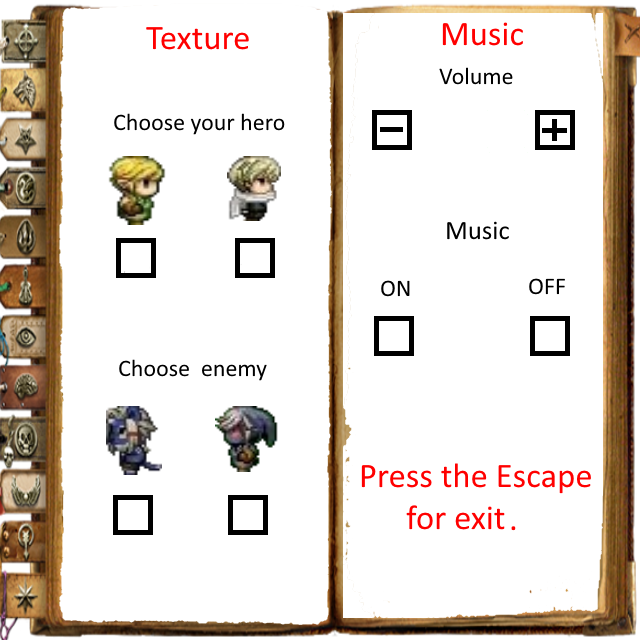 Texture
Choose your hero
Choose enemy
Music
Volume
Music
ON OFF
Press the Escape
for exit.